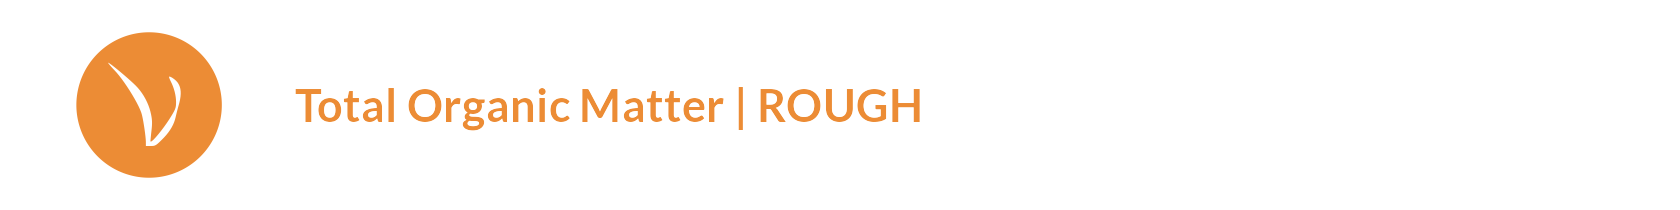 Total Organic Matter | ROUGH